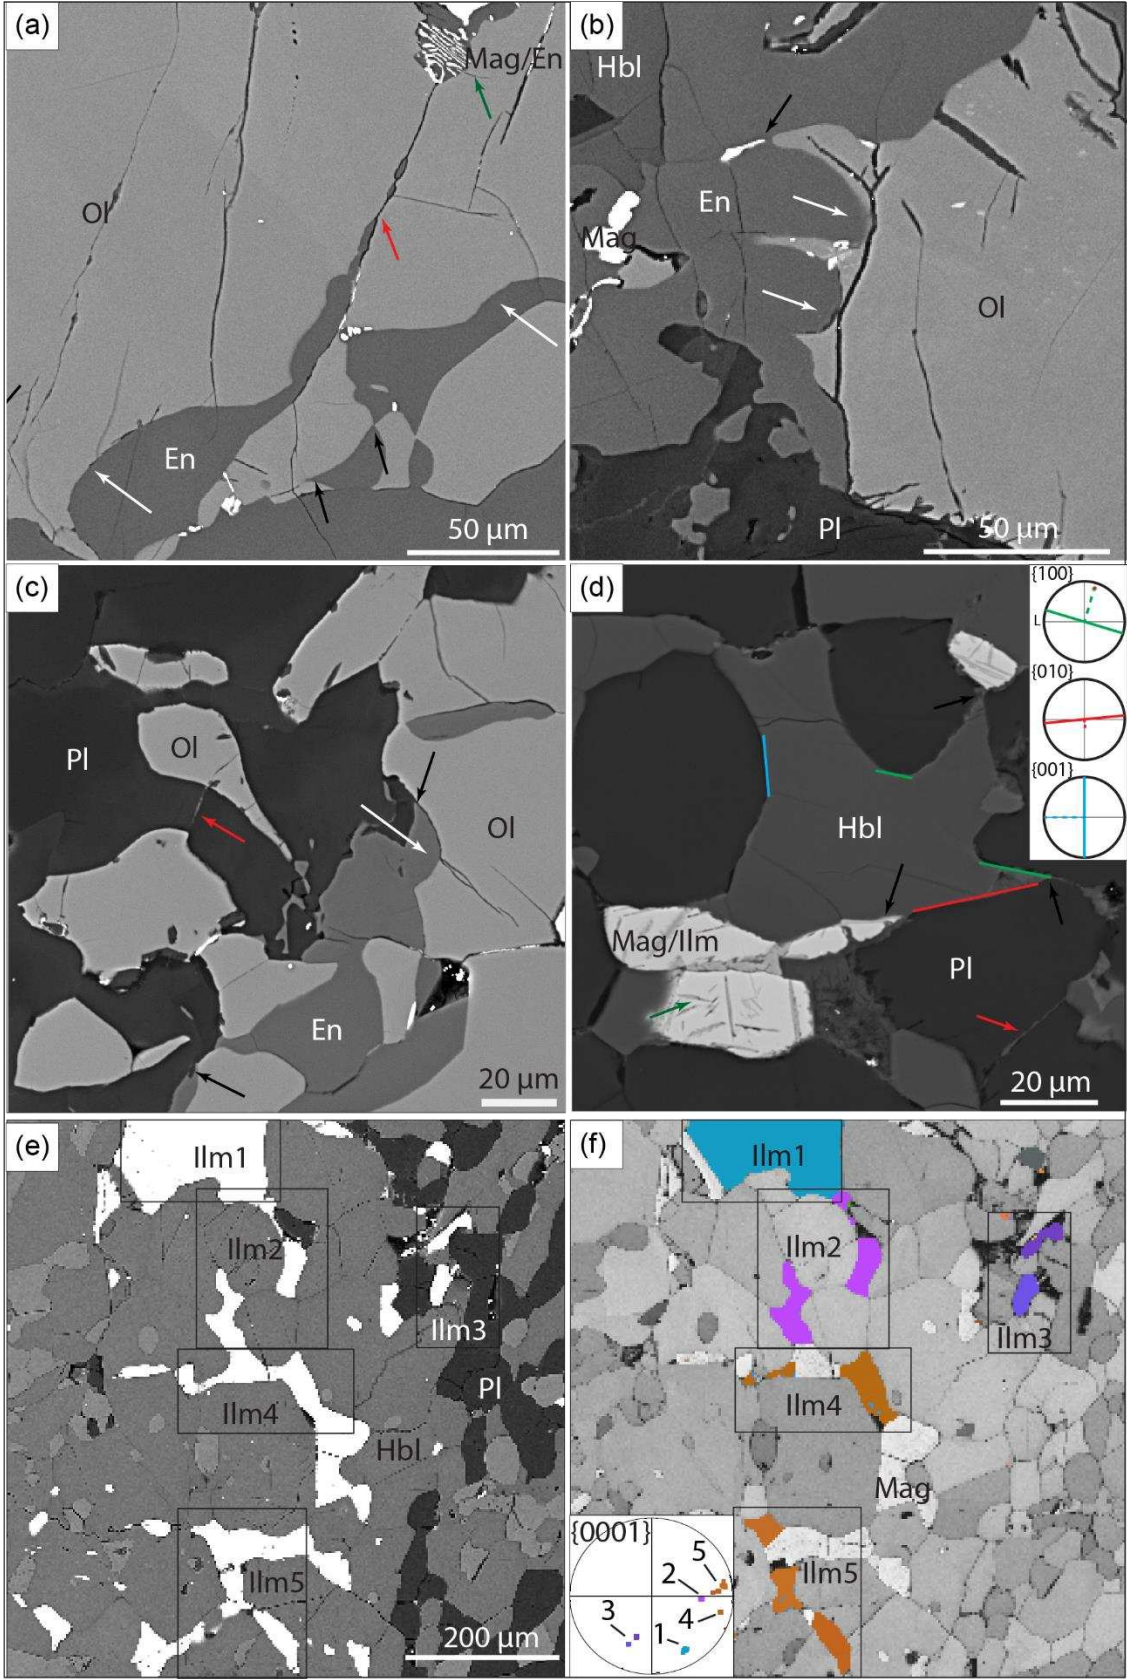 (a)
Mag/En
Ol
En
50 µm
(b)
Hbl
En
Mag
Ol
Pl
50 µm
(c)
Pl
Ol
Ol
En
20 µm
(d)
{100}
L
{010}
{001}
Hbl
Mag/Ilm
Pl
20 µm
(e)
Ilm1
Ilm2
Ilm3
Pl
Ilm4
Hbl
Ilm5
200 µm
(f)
Ilm1
Ilm2
Ilm3
Ilm4
Mag
{0001}
5
2
Ilm5
3
4
1